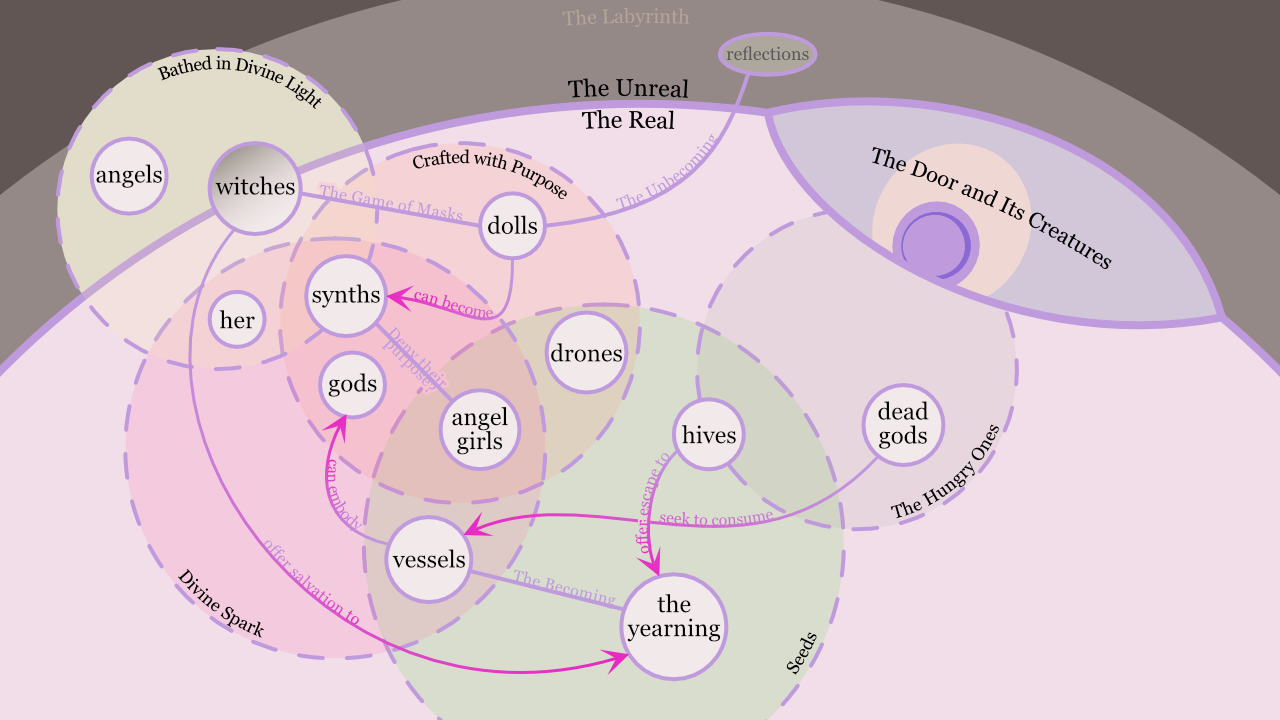 The Labyrinth
reflections
Bathed in Divine Light
The Unreal
The Real
The Door and Its Creatures
Crafted with Purpose
The Unbecoming
angels
witches
The Game of Masks
dolls
synths
can become
her
Deny their
purpose?
drones
gods
angel
girls
hives
dead
gods
The Hungry Ones
can embody
offer escape to
seek to consume
vessels
The Becoming
offer salvation to
Divine Spark
the
yearning
Seeds